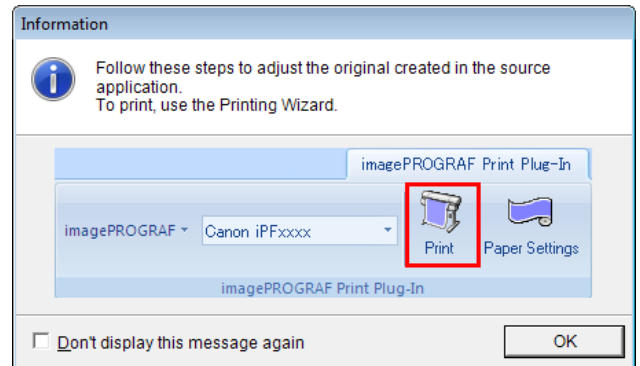 Information
Follow these steps to adjust the original created in the source
application.
To print, use the Printing Wizard.
imagePROGRAF Print Plug-In
imagePROGRAF
Canon iPFxxxx
Print
Paper Settings
imagePROGRAF Print Plug-In
Don't display this message again
OK